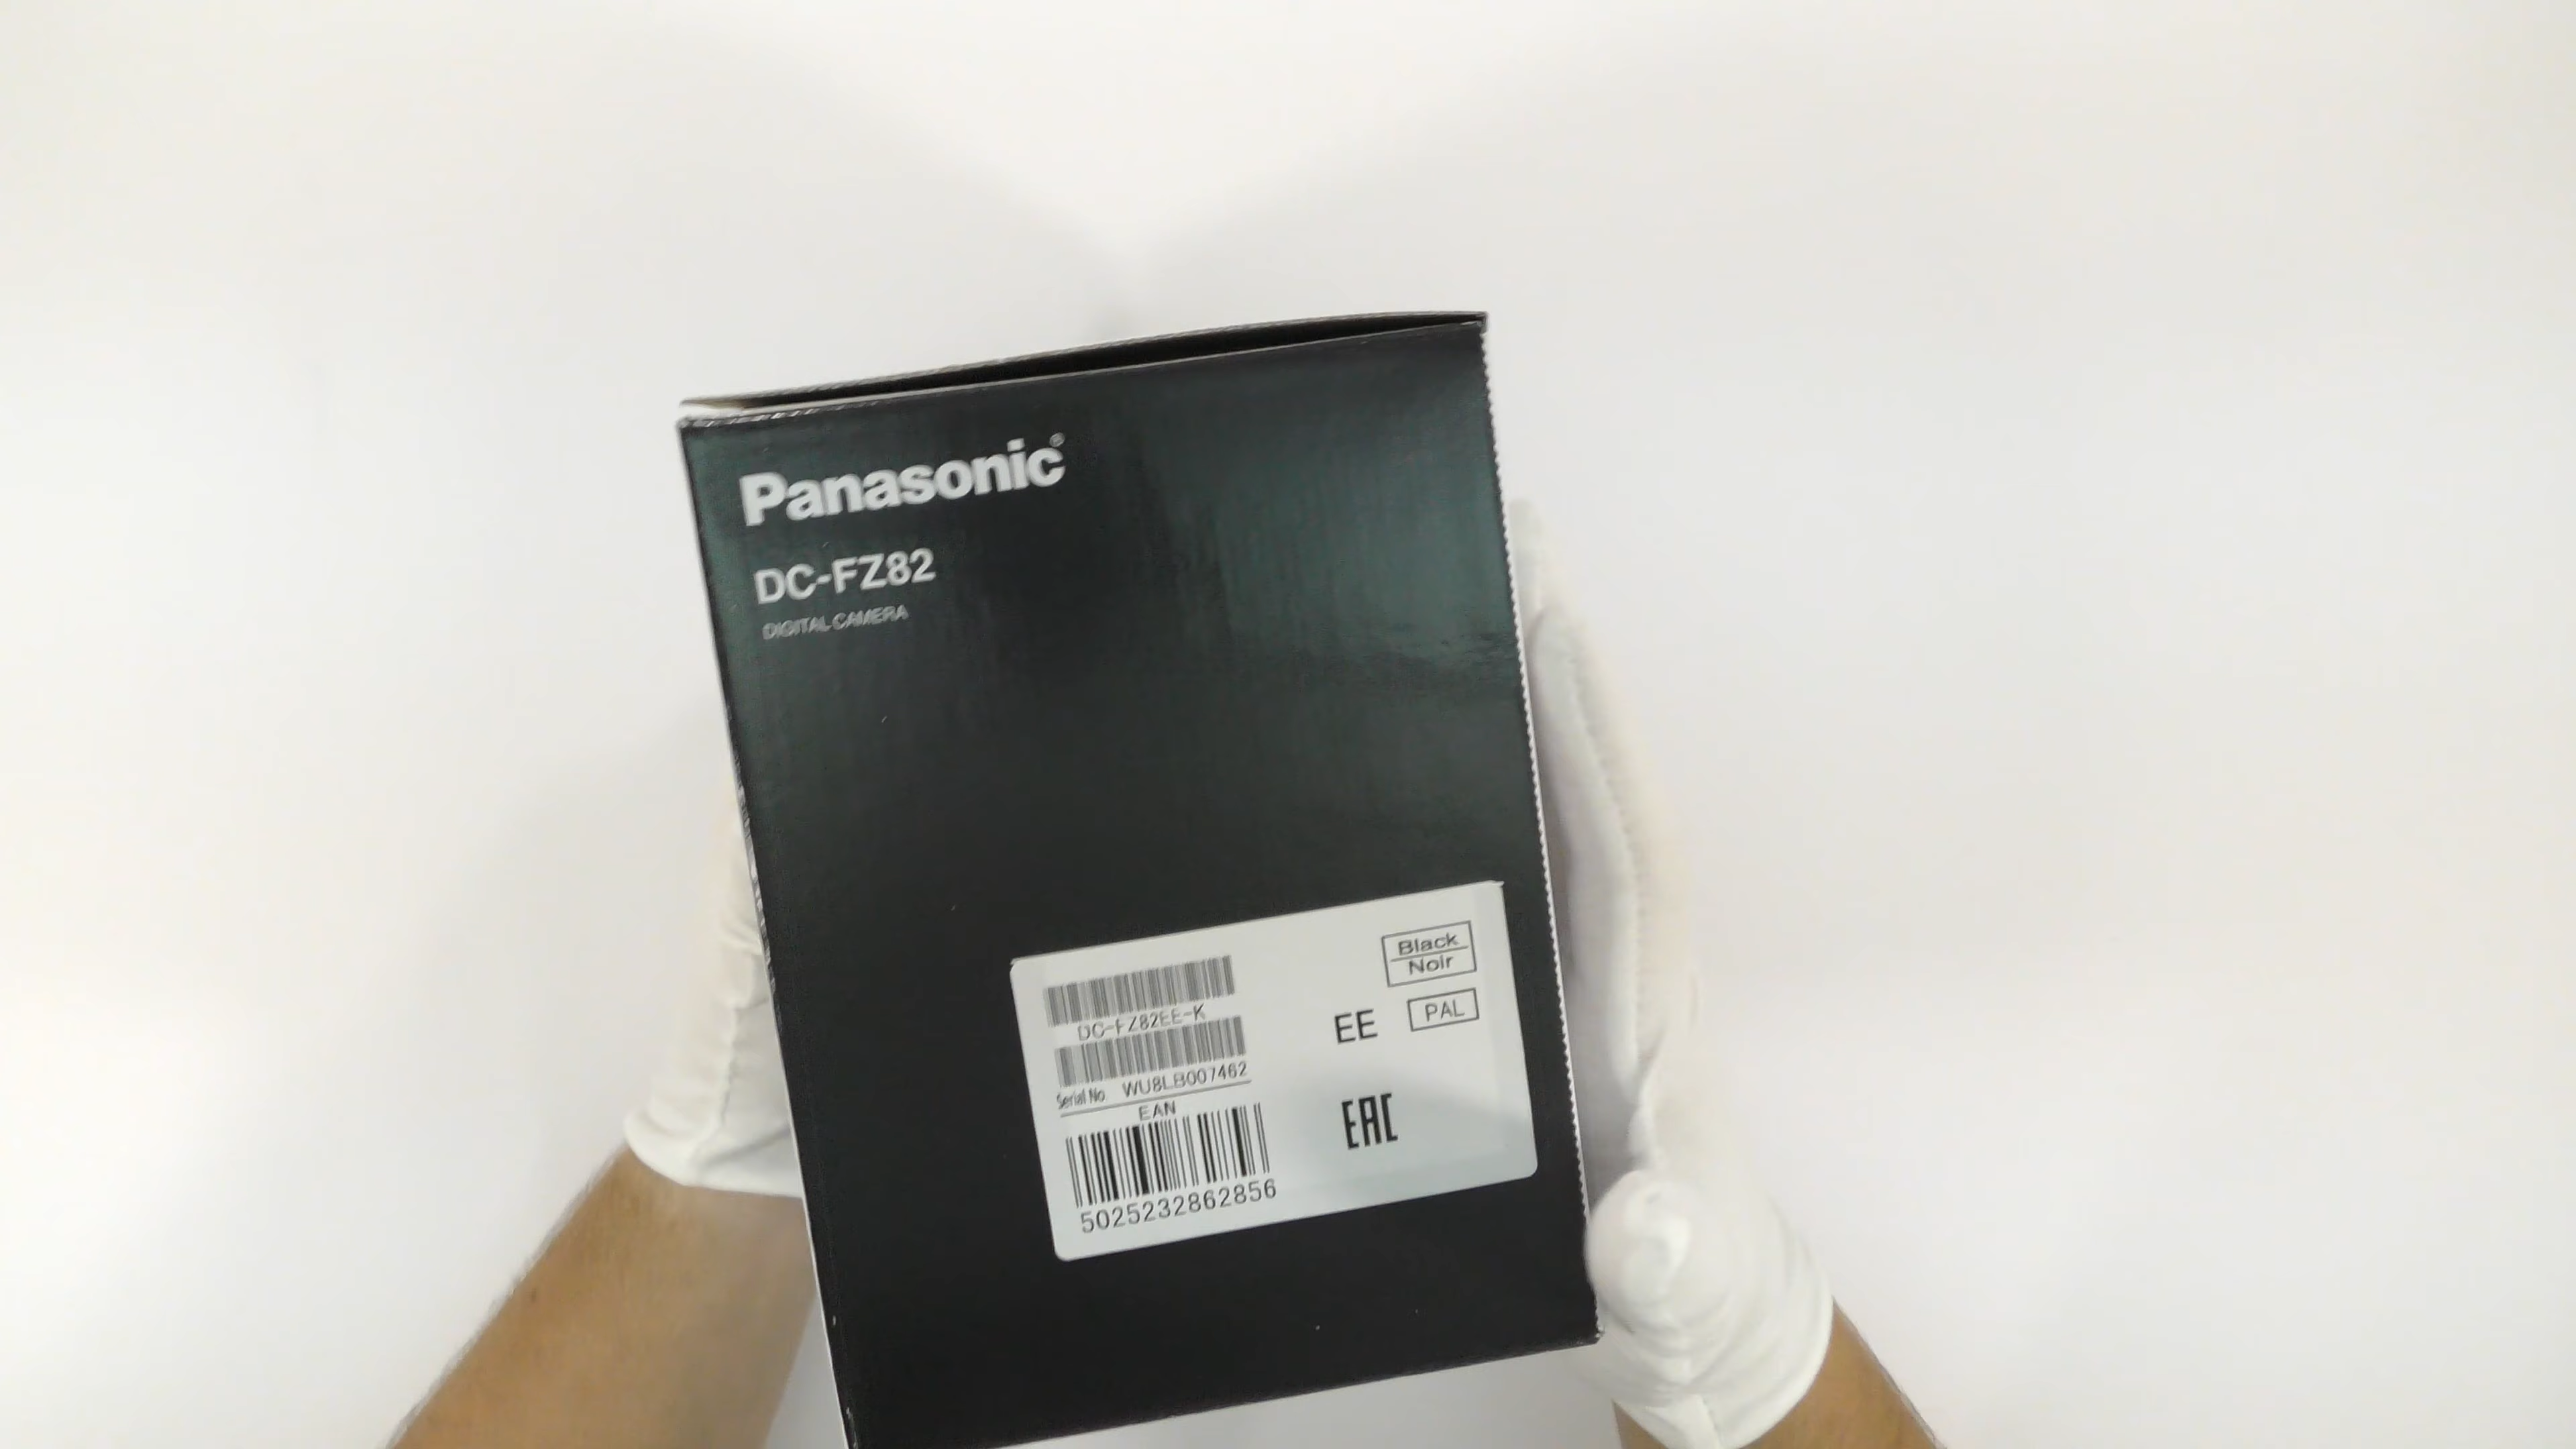 Panasonic®
DC-FZ82
DIGITAL CAMERA
Black
Noir
DC-FZ82EE-K
EE
PAL
Serial No. WU8LB007462
EAN
EAC
5025232862856